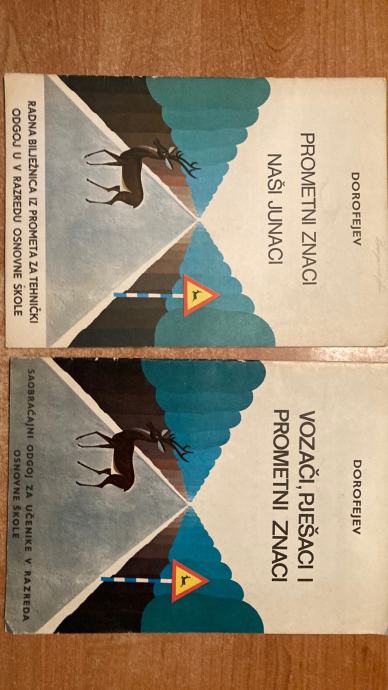 DOROFEJEV
PROMETNI ZNACI
NAŠI JUNACI
RADNA BILJEŽNICA IZ PROMETA ZA TEHNIČKI
ODGOJ U V RAZREDU OSNOVNE ŠKOLE
DOROFEJEV
VOZAČI, PJEŠACI I
PROMETNI ZNACI
SAOBRAĆAJNI ODGOJ ZA UČENIKE V RAZREDA
OSNOVNE ŠKOLE